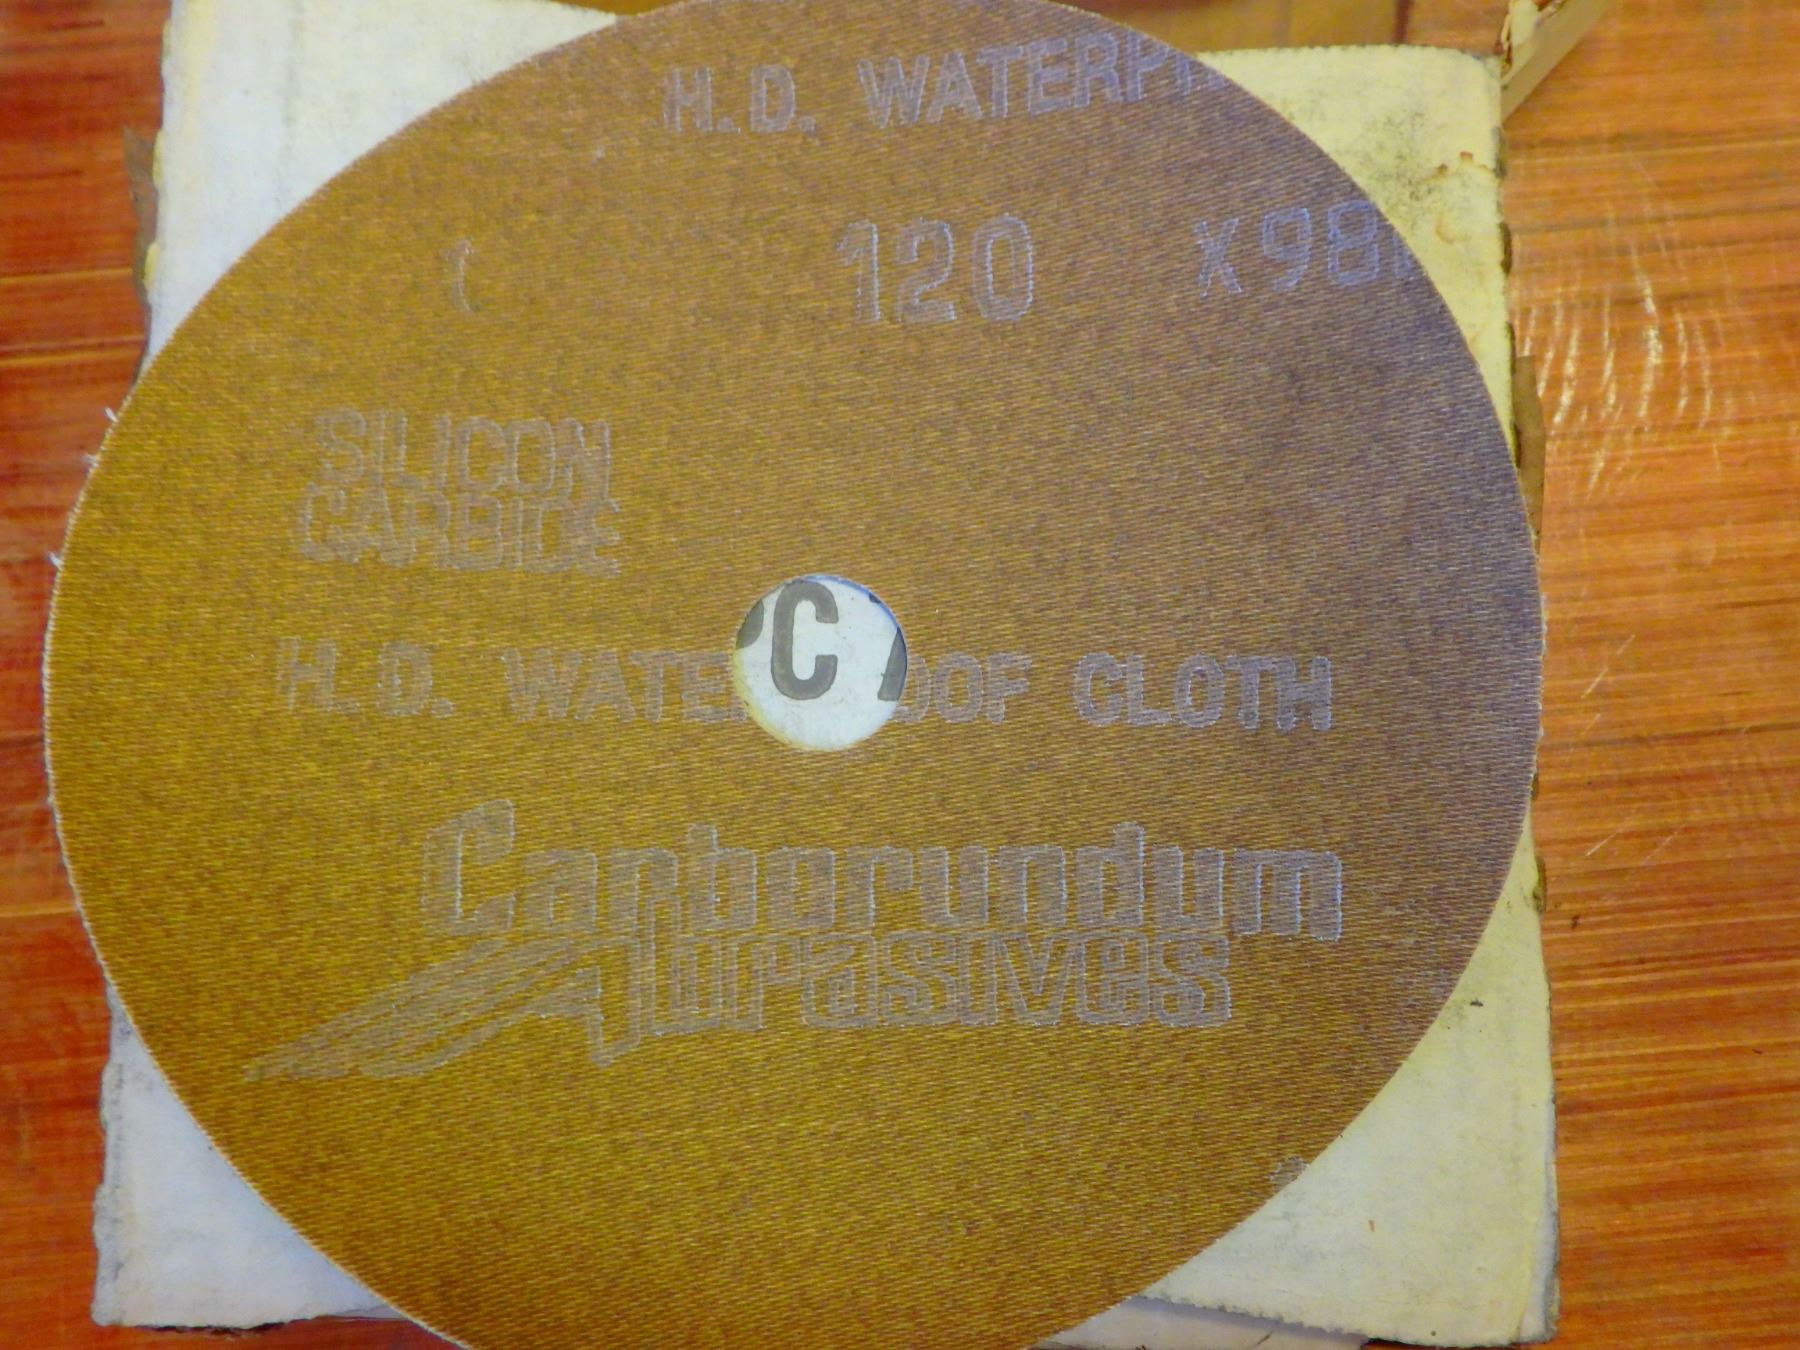 H.D. WATERP
120 X98
SILICON
CARBIDE
H.D. WATE OOF CLOTH
C
Carborundum
Abrasives